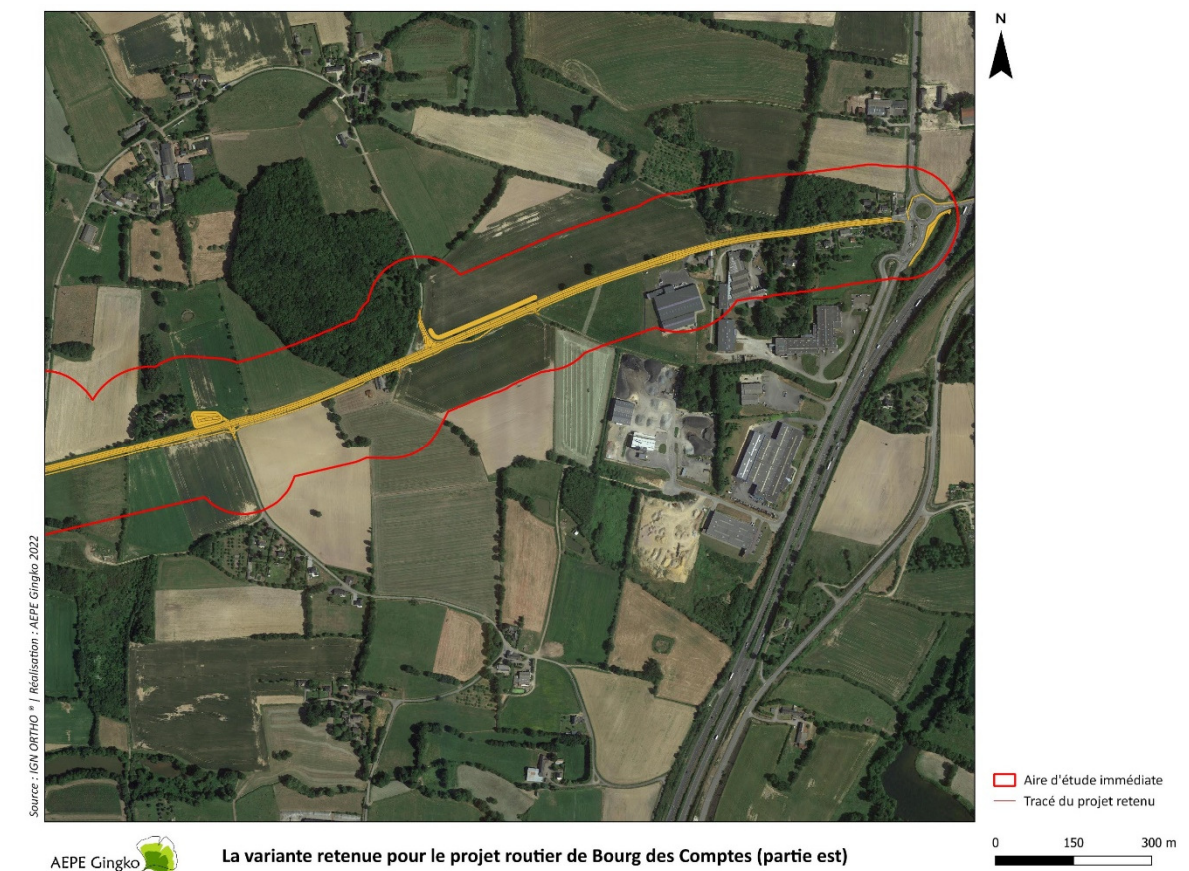 N
Source : IGN ORTHO ® | Réalisation : AEPE Gingko 2022
Aire d'étude immédiate
Tracé du projet retenu
0 150 300 m
AEPE Gingko
La variante retenue pour le projet routier de Bourg des Comptes (partie est)